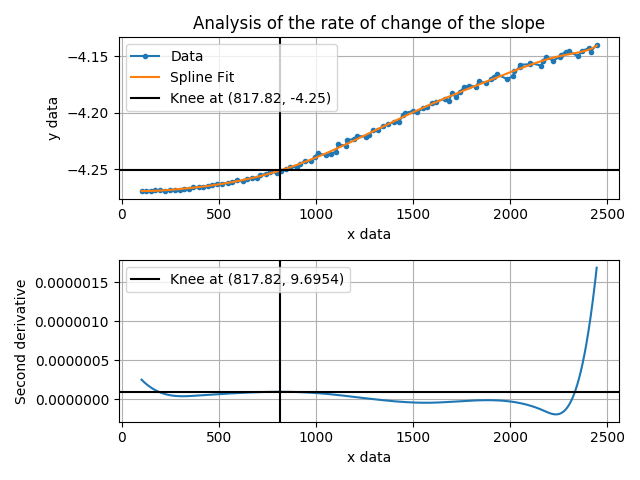 Analysis of the rate of change of the slope
Data
Spline Fit
Knee at (817.82, -4.25)
y data
−4.15
−4.20
−4.25
0
500
1000
1500
2000
2500
x data
Knee at (817.82, 9.6954)
Second derivative
0.0000015
0.0000010
0.0000005
0.0000000
0
500
1000
1500
2000
2500
x data